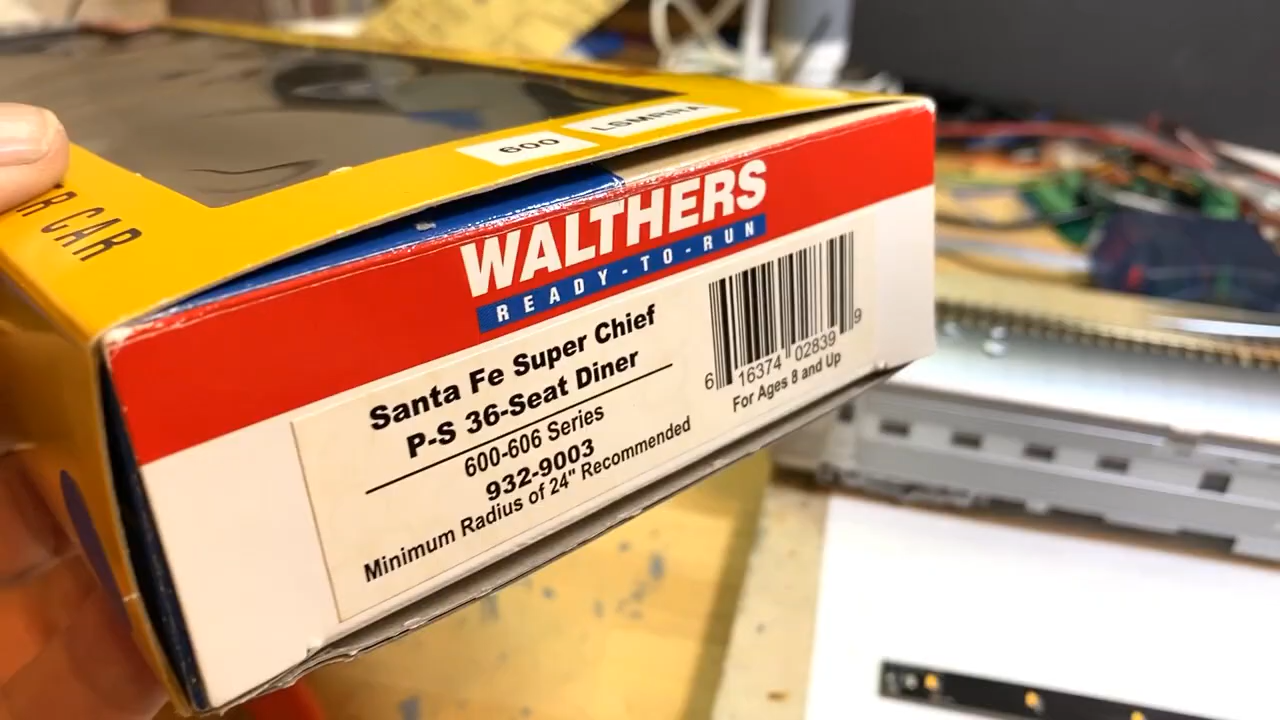 600 LSMRRA
R CAR
WALTHERS
READY-TO-RUN
Santa Fe Super Chief
P-S 36-Seat Diner
600-606 Series
932-9003
Minimum Radius of 24" Recommended
6 16374 02839 9
For Ages 8 and Up